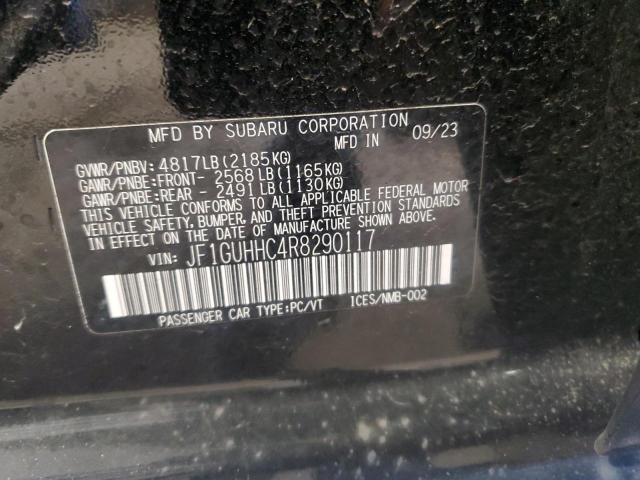 MFD BY SUBARU CORPORATION
MFD IN 09/23
GVWR/PNBV: 4817LB(2185KG)
GAWR/PNBE:FRONT- 2568LB(1165KG)
GAWR/PNBE:REAR - 2491LB(1130KG)
THIS VEHICLE CONFORMS TO ALL APPLICABLE FEDERAL MOTOR
VEHICLE SAFETY, BUMPER, AND THEFT PREVENTION STANDARDS
IN EFFECT ON THE DATE OF MANUFACTURE SHOWN ABOVE.
VIN: JF1GUHHC4R8290117
PASSENGER CAR TYPE:PC/VT ICES/NMB-002